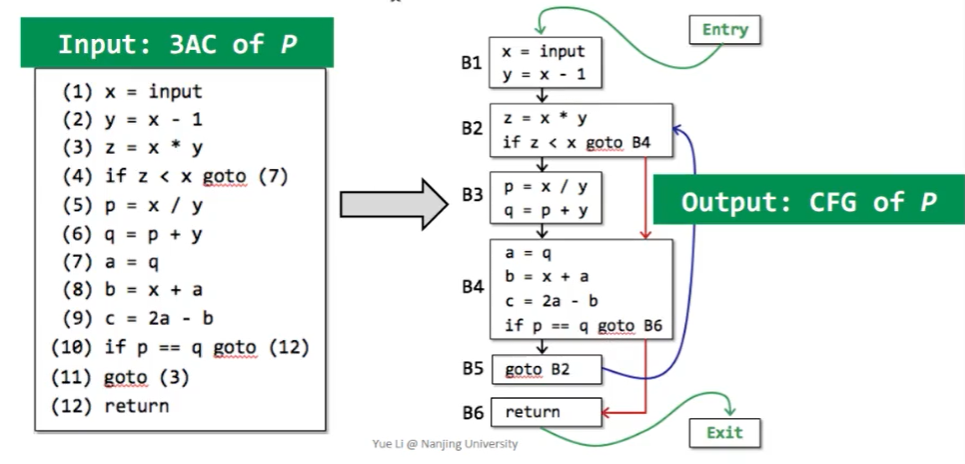 Input: 3AC of P
(1) x = input
(2) y = x - 1
(3) z = x * y
(4) if z < x goto (7)
(5) p = x / y
(6) q = p + y
(7) a = q
(8) b = x + a
(9) c = 2a - b
(10) if p == q goto (12)
(11) goto (3)
(12) return
Entry
B1
x = input
y = x - 1
B2
z = x * y
if z < x goto B4
B3
p = x / y
q = p + y
Output: CFG of P
B4
a = q
b = x + a
c = 2a - b
if p == q goto B6
B5
goto B2
B6
return
Exit
Yue Li @ Nanjing University